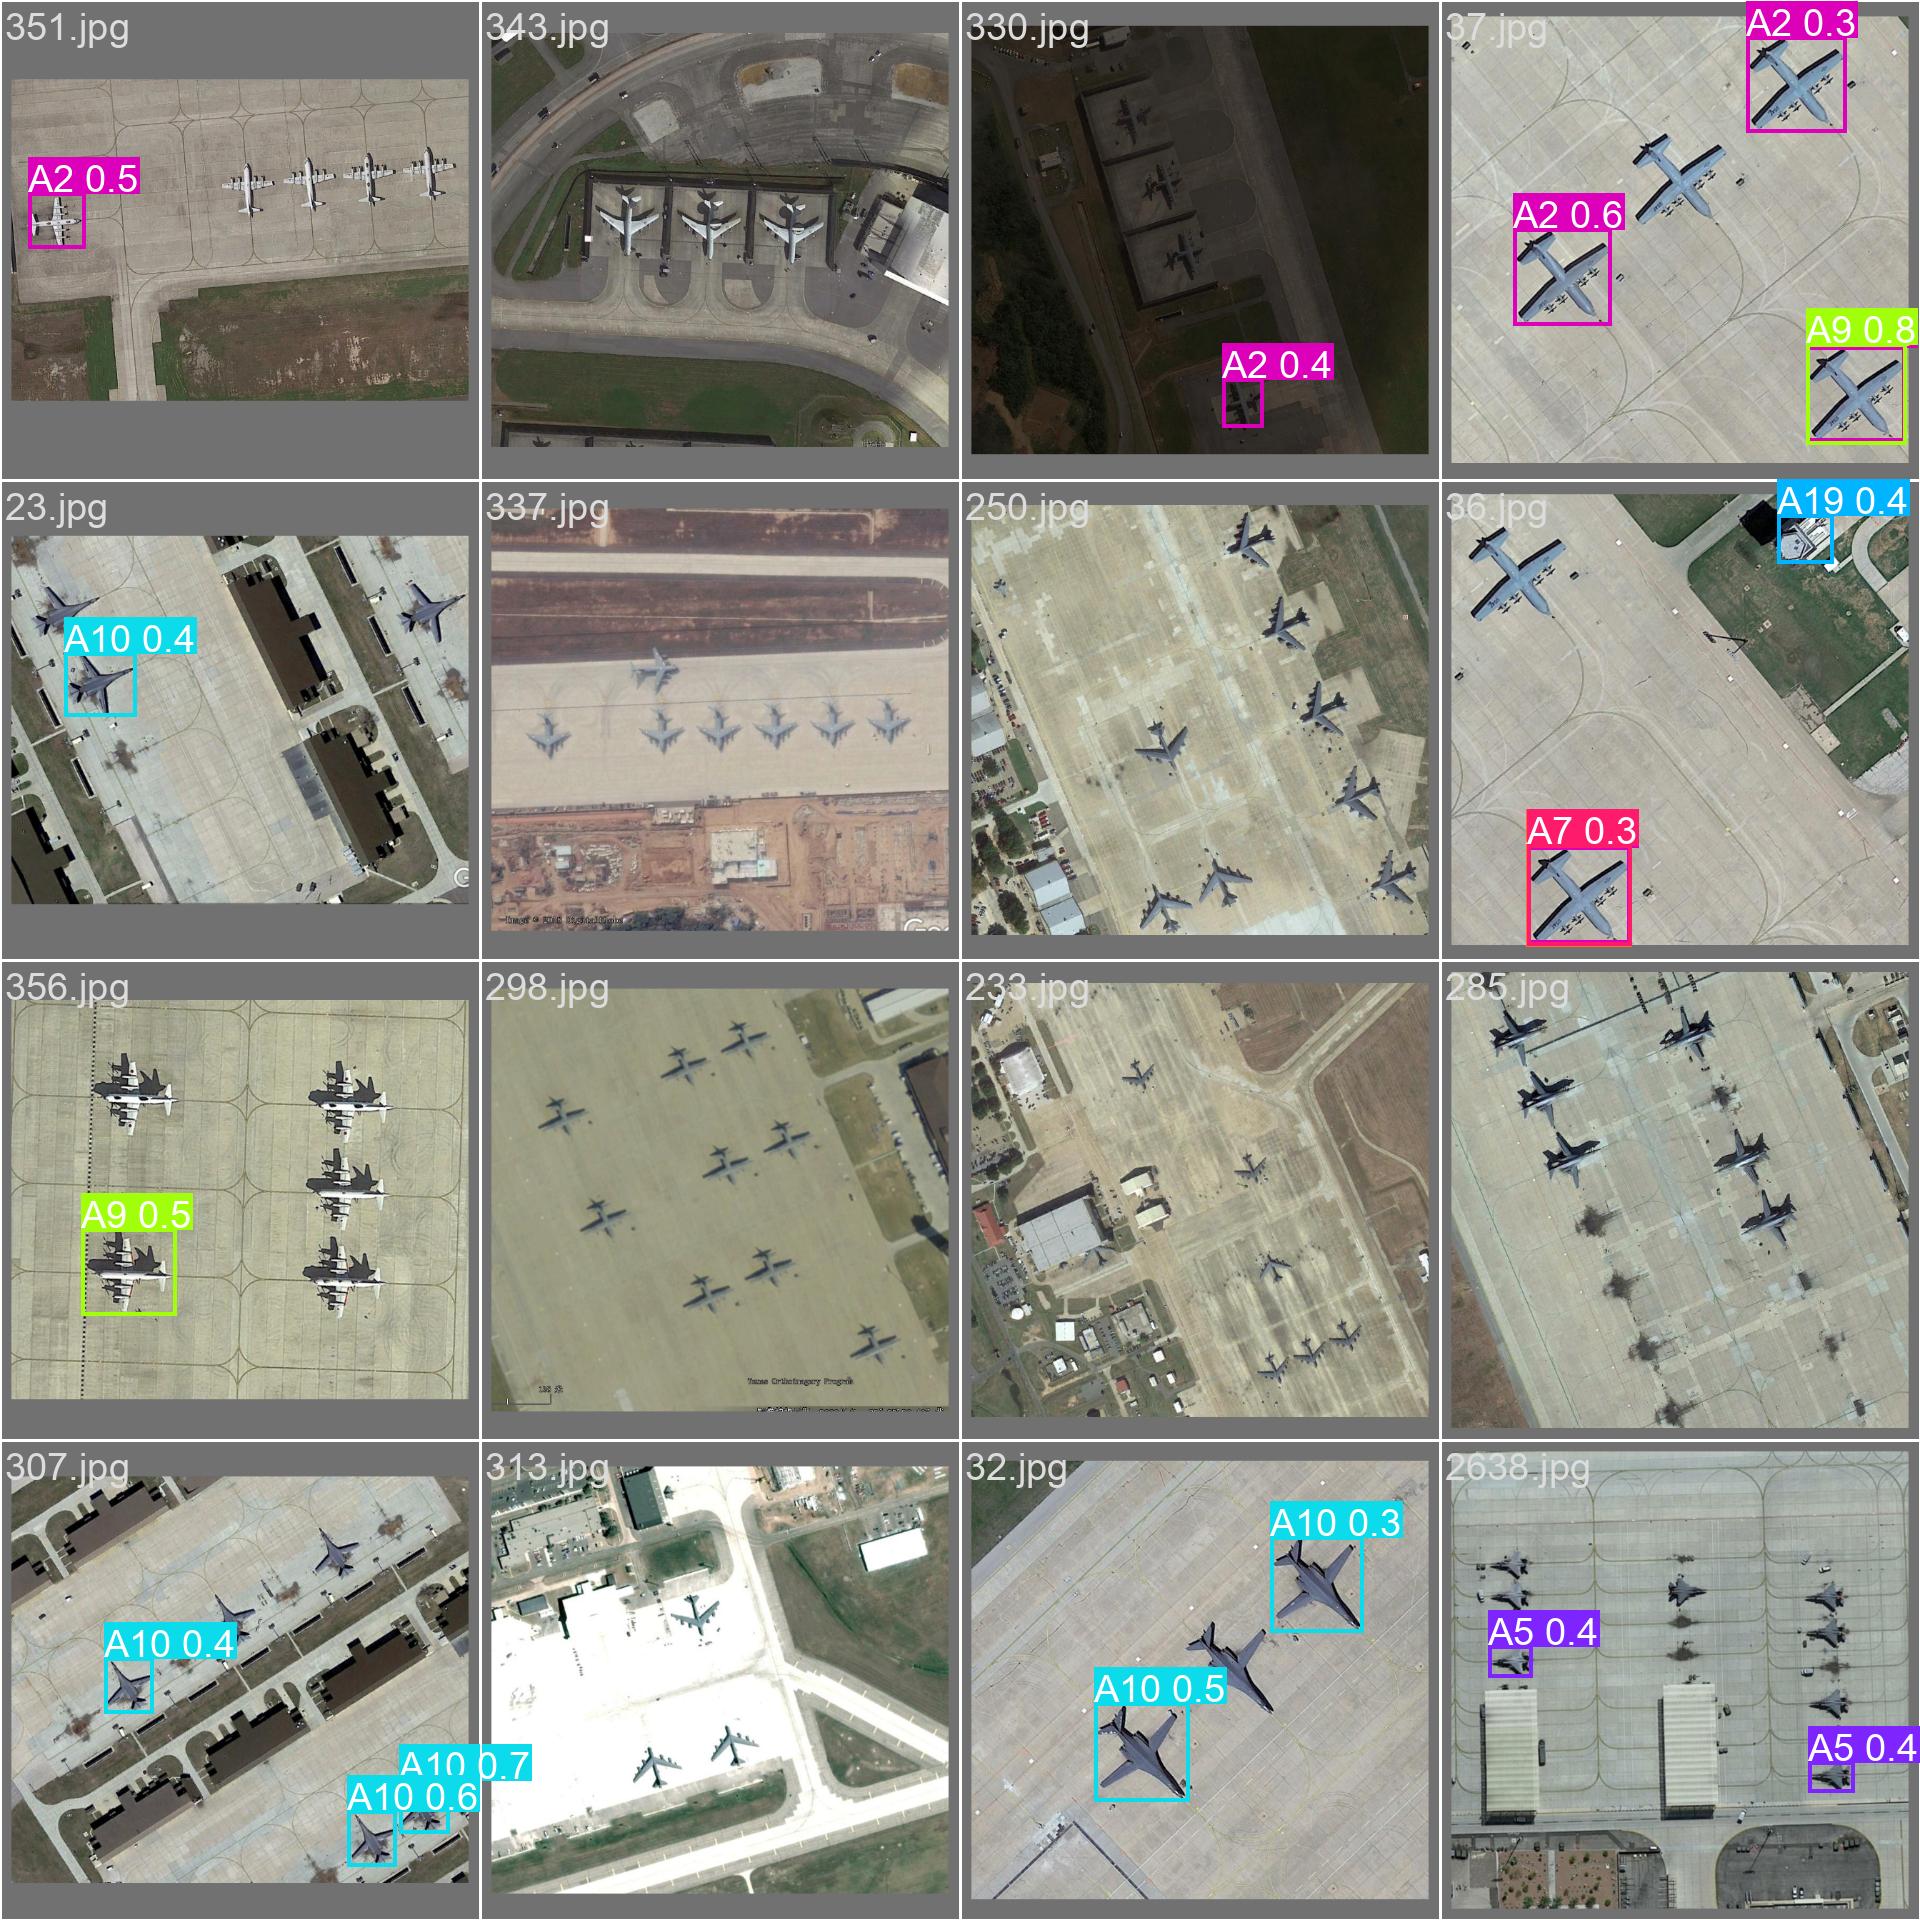 351.jpg
A2 0.5
343.jpg
330.jpg
A2 0.4
37.jpg
A2 0.3
A2 0.6
A9 0.8
23.jpg
A10 0.4
337.jpg
250.jpg
36.jpg
A19 0.4
A7 0.3
356.jpg
A9 0.5
298.jpg
Texas Orthoimagery Program
233.jpg
285.jpg
307.jpg
A10 0.4
A10 0.7
A10 0.6
313.jpg
32.jpg
A10 0.3
A10 0.5
2638.jpg
A5 0.4
A5 0.4